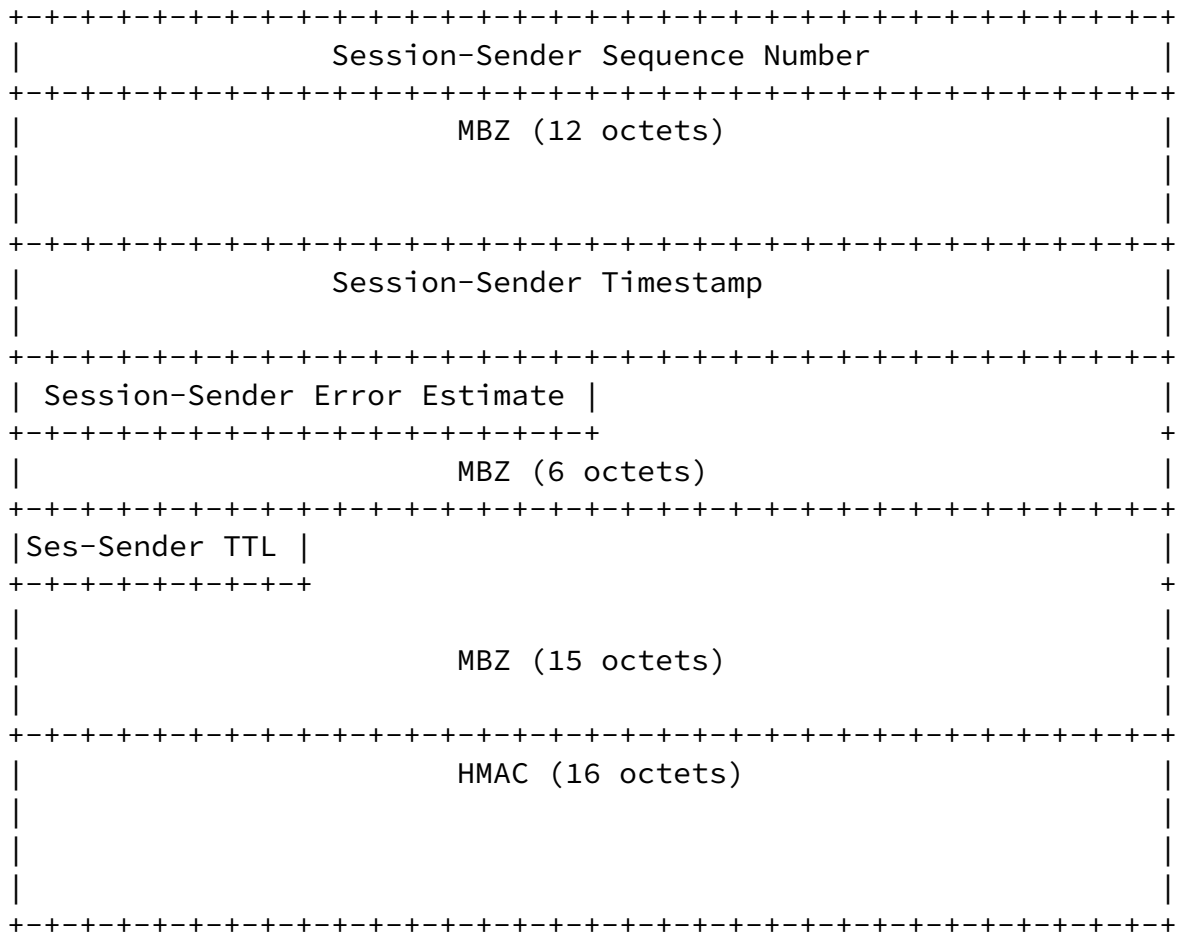 +-+-+-+-+-+-+-+-+-+-+-+-+-+-+-+-+-+-+-+-+-+-+-+-+-+-+-+-+-+-+-+-+
|                 Session-Sender Sequence Number                |
+-+-+-+-+-+-+-+-+-+-+-+-+-+-+-+-+-+-+-+-+-+-+-+-+-+-+-+-+-+-+-+-+
|                        MBZ (12 octets)                        |
|                                                               |
|                                                               |
+-+-+-+-+-+-+-+-+-+-+-+-+-+-+-+-+-+-+-+-+-+-+-+-+-+-+-+-+-+-+-+-+
|                 Session-Sender Timestamp                      |
|                                                               |
+-+-+-+-+-+-+-+-+-+-+-+-+-+-+-+-+-+-+-+-+-+-+-+-+-+-+-+-+-+-+-+-+
| Session-Sender Error Estimate |                               |
+-+-+-+-+-+-+-+-+-+-+-+-+-+-+-+-+                               +
|                        MBZ (6 octets)                         |
+-+-+-+-+-+-+-+-+-+-+-+-+-+-+-+-+-+-+-+-+-+-+-+-+-+-+-+-+-+-+-+-+
|Ses-Sender TTL |                                               |
+-+-+-+-+-+-+-+-+                                               +
|                                                               |
|                        MBZ (15 octets)                        |
|                                                               |
+-+-+-+-+-+-+-+-+-+-+-+-+-+-+-+-+-+-+-+-+-+-+-+-+-+-+-+-+-+-+-+-+
|                        HMAC (16 octets)                       |
|                                                               |
|                                                               |
|                                                               |
+-+-+-+-+-+-+-+-+-+-+-+-+-+-+-+-+-+-+-+-+-+-+-+-+-+-+-+-+-+-+-+-+